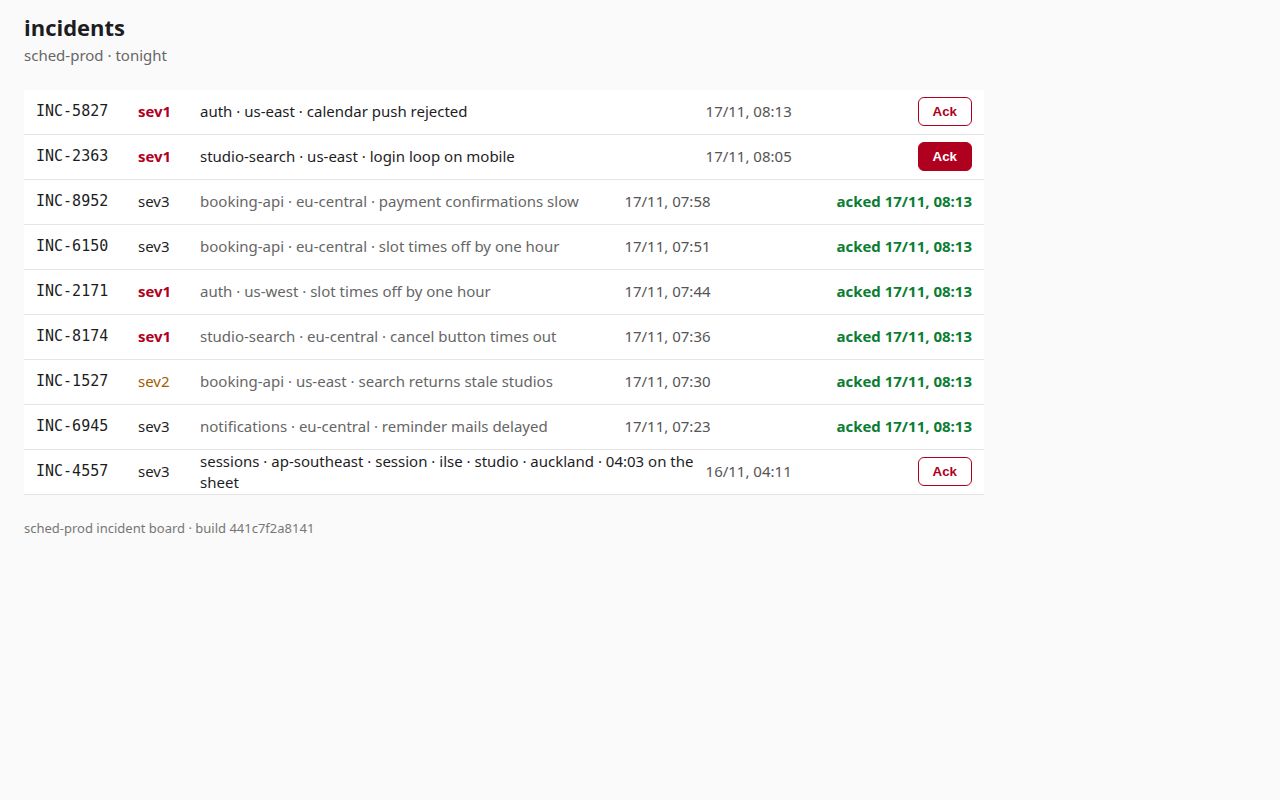 incidents
sched-prod · tonight
INC-5827 sev1 auth · us-east · calendar push rejected 17/11, 08:13 Ack
INC-2363 sev1 studio-search · us-east · login loop on mobile 17/11, 08:05 Ack
INC-8952 sev3 booking-api · eu-central · payment confirmations slow 17/11, 07:58 acked 17/11, 08:13
INC-6150 sev3 booking-api · eu-central · slot times off by one hour 17/11, 07:51 acked 17/11, 08:13
INC-2171 sev1 auth · us-west · slot times off by one hour 17/11, 07:44 acked 17/11, 08:13
INC-8174 sev1 studio-search · eu-central · cancel button times out 17/11, 07:36 acked 17/11, 08:13
INC-1527 sev2 booking-api · us-east · search returns stale studios 17/11, 07:30 acked 17/11, 08:13
INC-6945 sev3 notifications · eu-central · reminder mails delayed 17/11, 07:23 acked 17/11, 08:13
INC-4557 sev3 sessions · ap-southeast · session · ilse · studio · auckland · 04:03 on the 16/11, 04:11 Ack
sheet
sched-prod incident board · build 441c7f2a8141